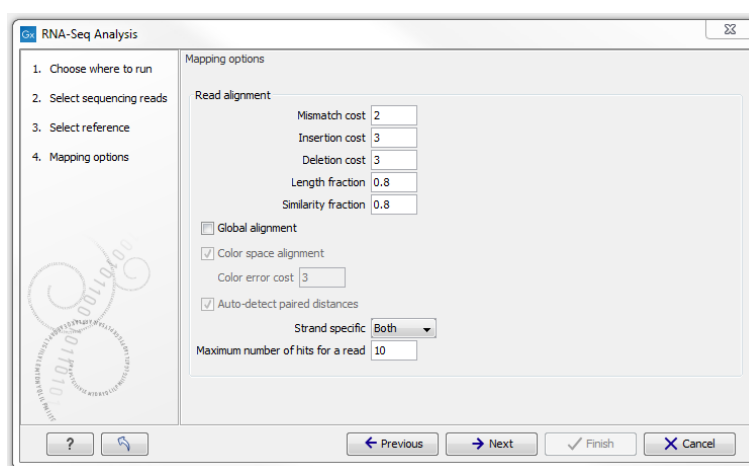 Gx RNA-Seq Analysis
1. Choose where to run
2. Select sequencing reads
3. Select reference
4. Mapping options
Mapping options
Read alignment
Mismatch cost 2
Insertion cost 3
Deletion cost 3
Length fraction 0.8
Similarity fraction 0.8
Global alignment
Color space alignment
Color error cost 3
Auto-detect paired distances
Strand specific Both
Maximum number of hits for a read 10
? Previous Next Finish Cancel